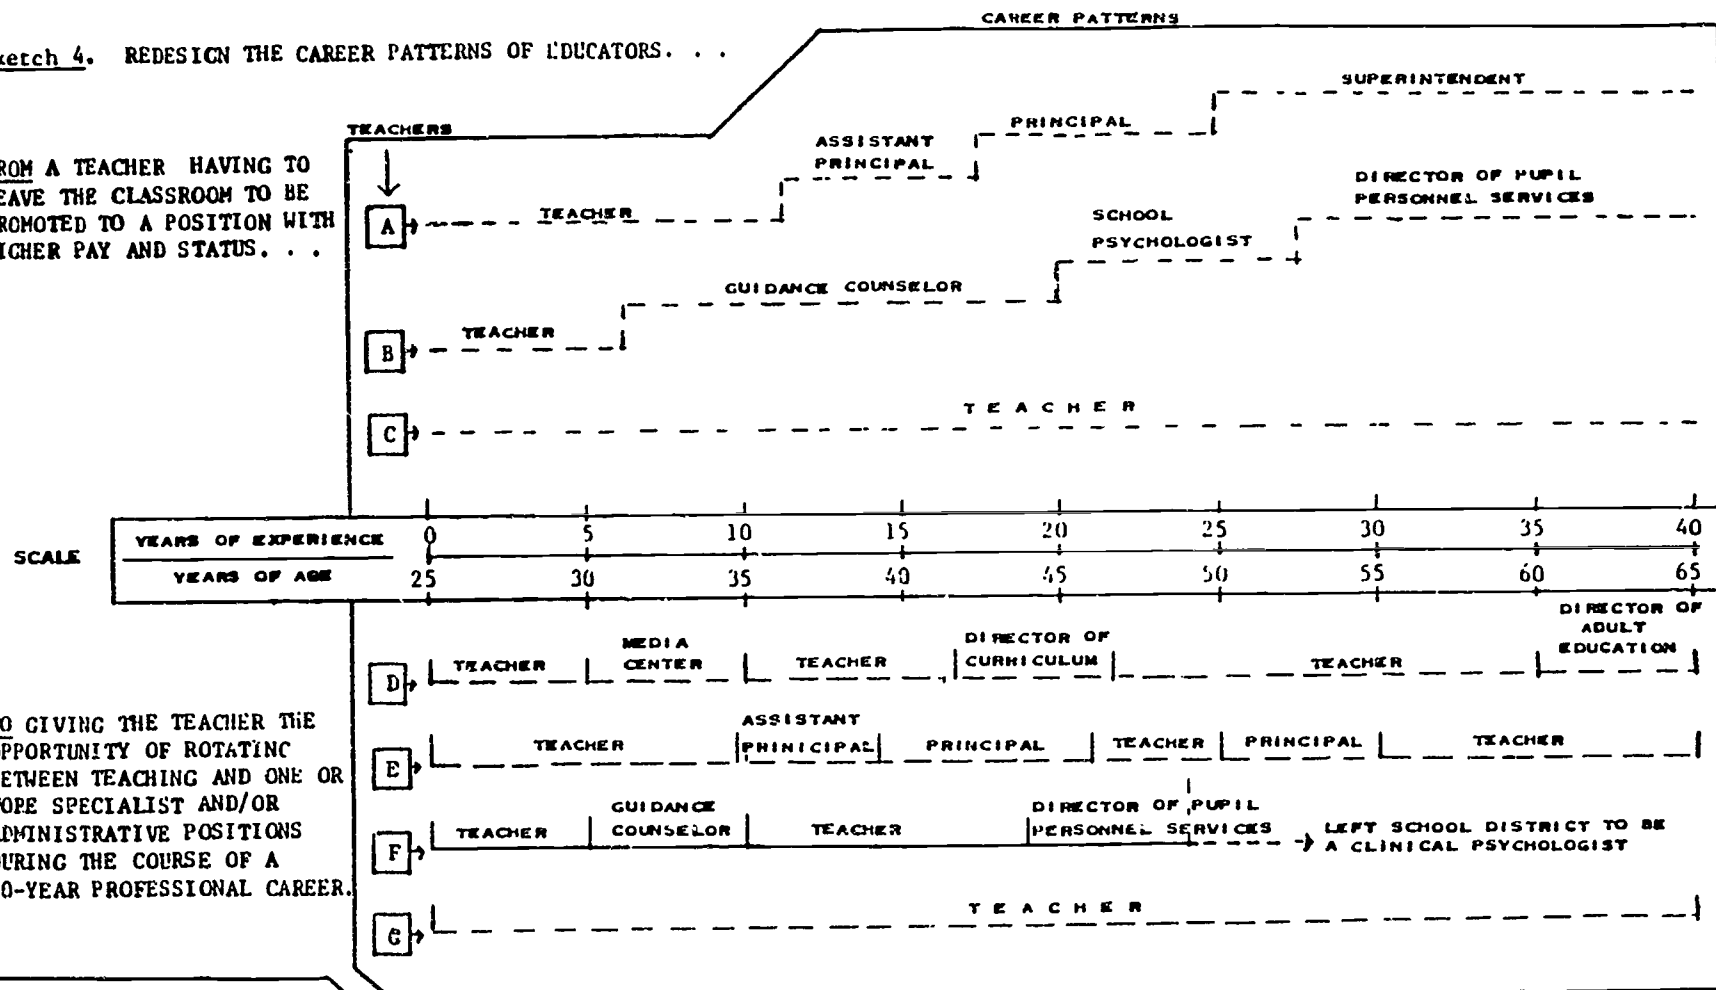 CAREER PATTERNS
ketch 4. REDESIGN THE CAREER PATTERNS OF EDUCATORS. . .
SUPERINTENDENT
TEACHERS
ASSISTANT
PRINCIPAL
PRINCIPAL
ROM A TEACHER HAVING TO
EAVE THE CLASSROOM TO BE
ROMOTED TO A POSITION WITH
IGHER PAY AND STATUS. . .
DIRECTOR OF PUPIL
PERSONNEL SERVICES
A
TEACHER
SCHOOL
PSYCHOLOGIST
GUIDANCE COUNSELOR
B
TEACHER
C
TEACHER
SCALE
YEARS OF EXPERIENCE 0 5 10 15 20 25 30 35 40
YEARS OF AGE 25 30 35 40 45 50 55 60 65
D
TEACHER
MEDIA
CENTER
TEACHER
DIRECTOR OF
CURRICULUM
TEACHER
DIRECTOR OF
ADULT
EDUCATION
O GIVING THE TEACHER THE
PPORTUNITY OF ROTATING
ETWEEN TEACHING AND ONE OR
ORE SPECIALIST AND/OR
DMINISTRATIVE POSITIONS
URING THE COURSE OF A
0-YEAR PROFESSIONAL CAREER.
E
TEACHER
ASSISTANT
PRINICIPAL
PRINCIPAL
TEACHER
PRINCIPAL
TEACHER
F
TEACHER
GUIDANCE
COUNSELOR
TEACHER
DIRECTOR OF PUPIL
PERSONNEL SERVICES
LEFT SCHOOL DISTRICT TO BE
A CLINICAL PSYCHOLOGIST
G
TEACHER